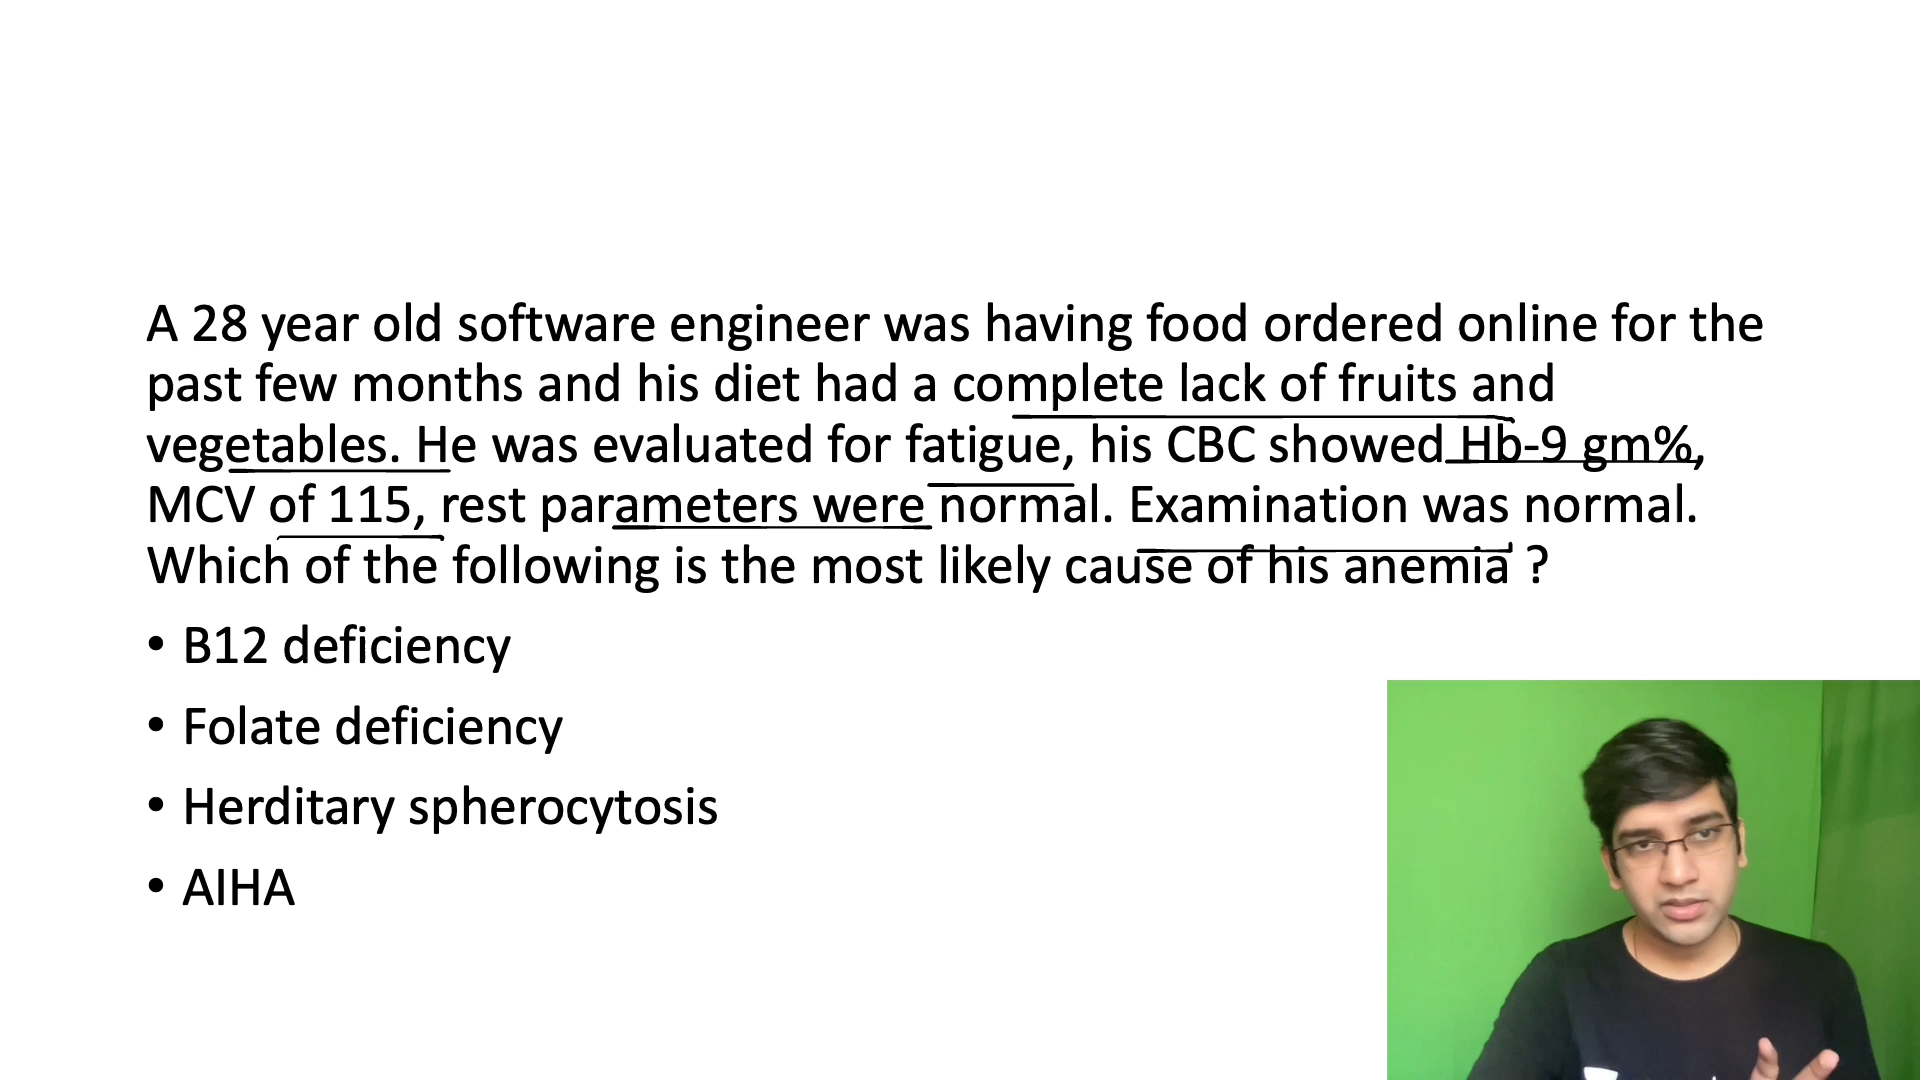 A 28 year old software engineer was having food ordered online for the
past few months and his diet had a complete lack of fruits and
vegetables. He was evaluated for fatigue, his CBC showed Hb-9 gm%,
MCV of 115, rest parameters were normal. Examination was normal.
Which of the following is the most likely cause of his anemia ?
• B12 deficiency
• Folate deficiency
• Herditary spherocytosis
• AIHA